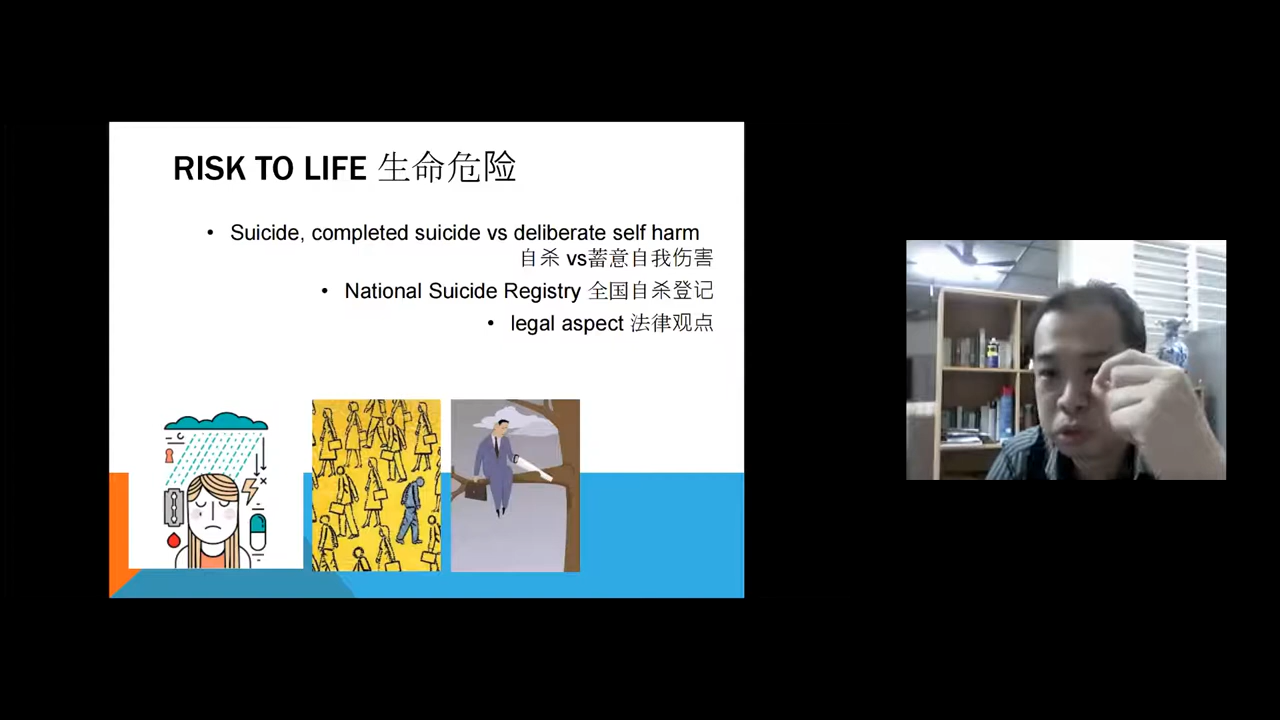 RISK TO LIFE 生命危险
• Suicide, completed suicide vs deliberate self harm
自杀 vs蓄意自我伤害
• National Suicide Registry 全国自杀登记
• legal aspect 法律观点